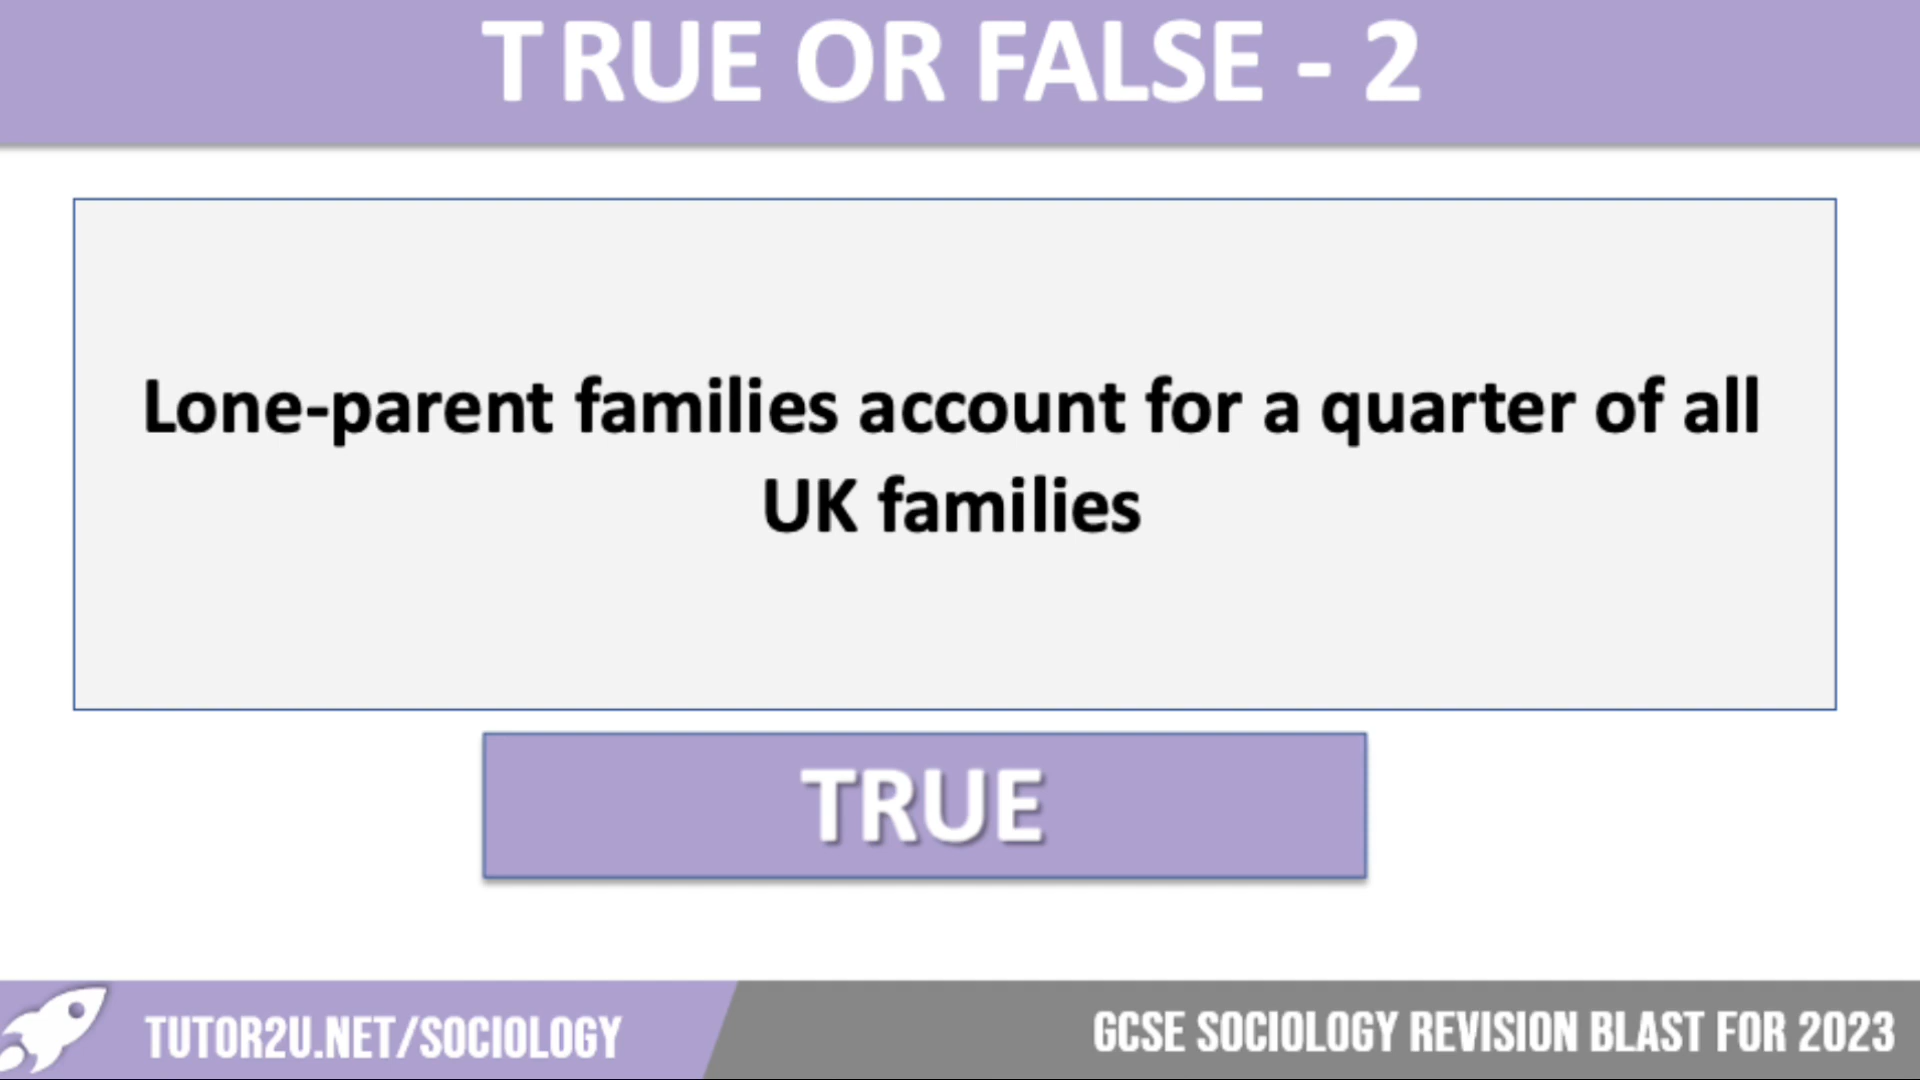 TRUE OR FALSE - 2
Lone-parent families account for a quarter of all
UK families
TRUE
TUTOR2U.NET/SOCIOLOGY
GCSE SOCIOLOGY REVISION BLAST FOR 2023